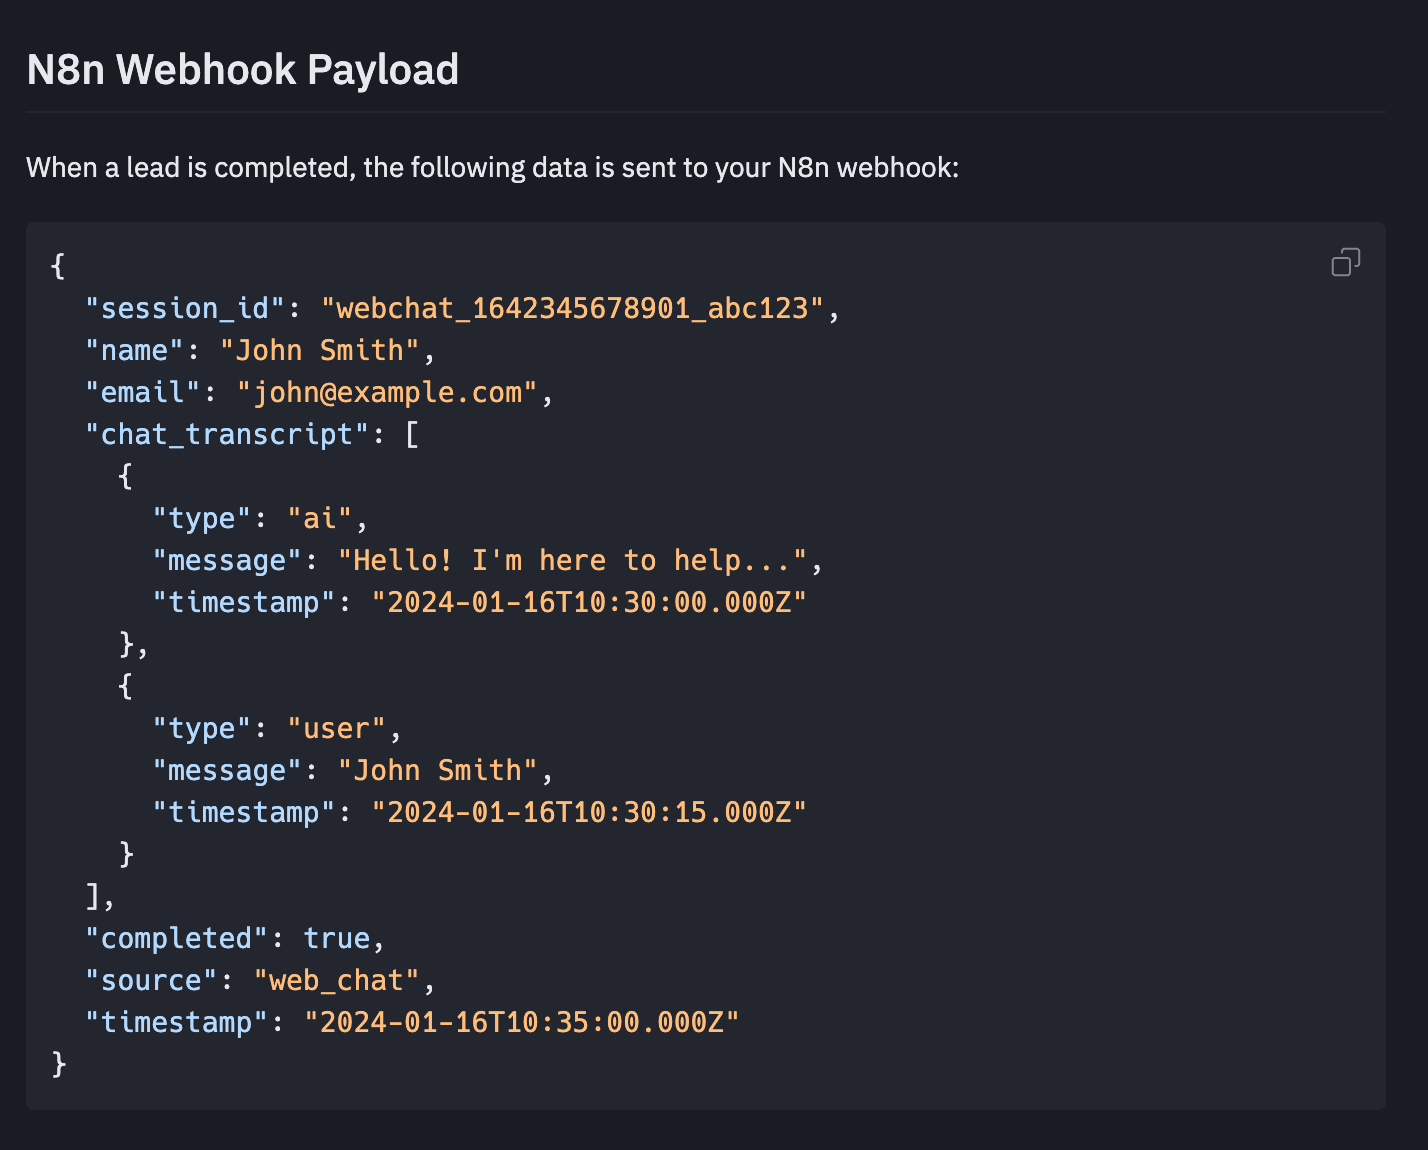 N8n Webhook Payload
When a lead is completed, the following data is sent to your N8n webhook:
{
  "session_id": "webchat_1642345678901_abc123",
  "name": "John Smith",
  "email": "john@example.com",
  "chat_transcript": [
    {
      "type": "ai",
      "message": "Hello! I'm here to help...",
      "timestamp": "2024-01-16T10:30:00.000Z"
    },
    {
      "type": "user",
      "message": "John Smith",
      "timestamp": "2024-01-16T10:30:15.000Z"
    }
  ],
  "completed": true,
  "source": "web_chat",
  "timestamp": "2024-01-16T10:35:00.000Z"
}